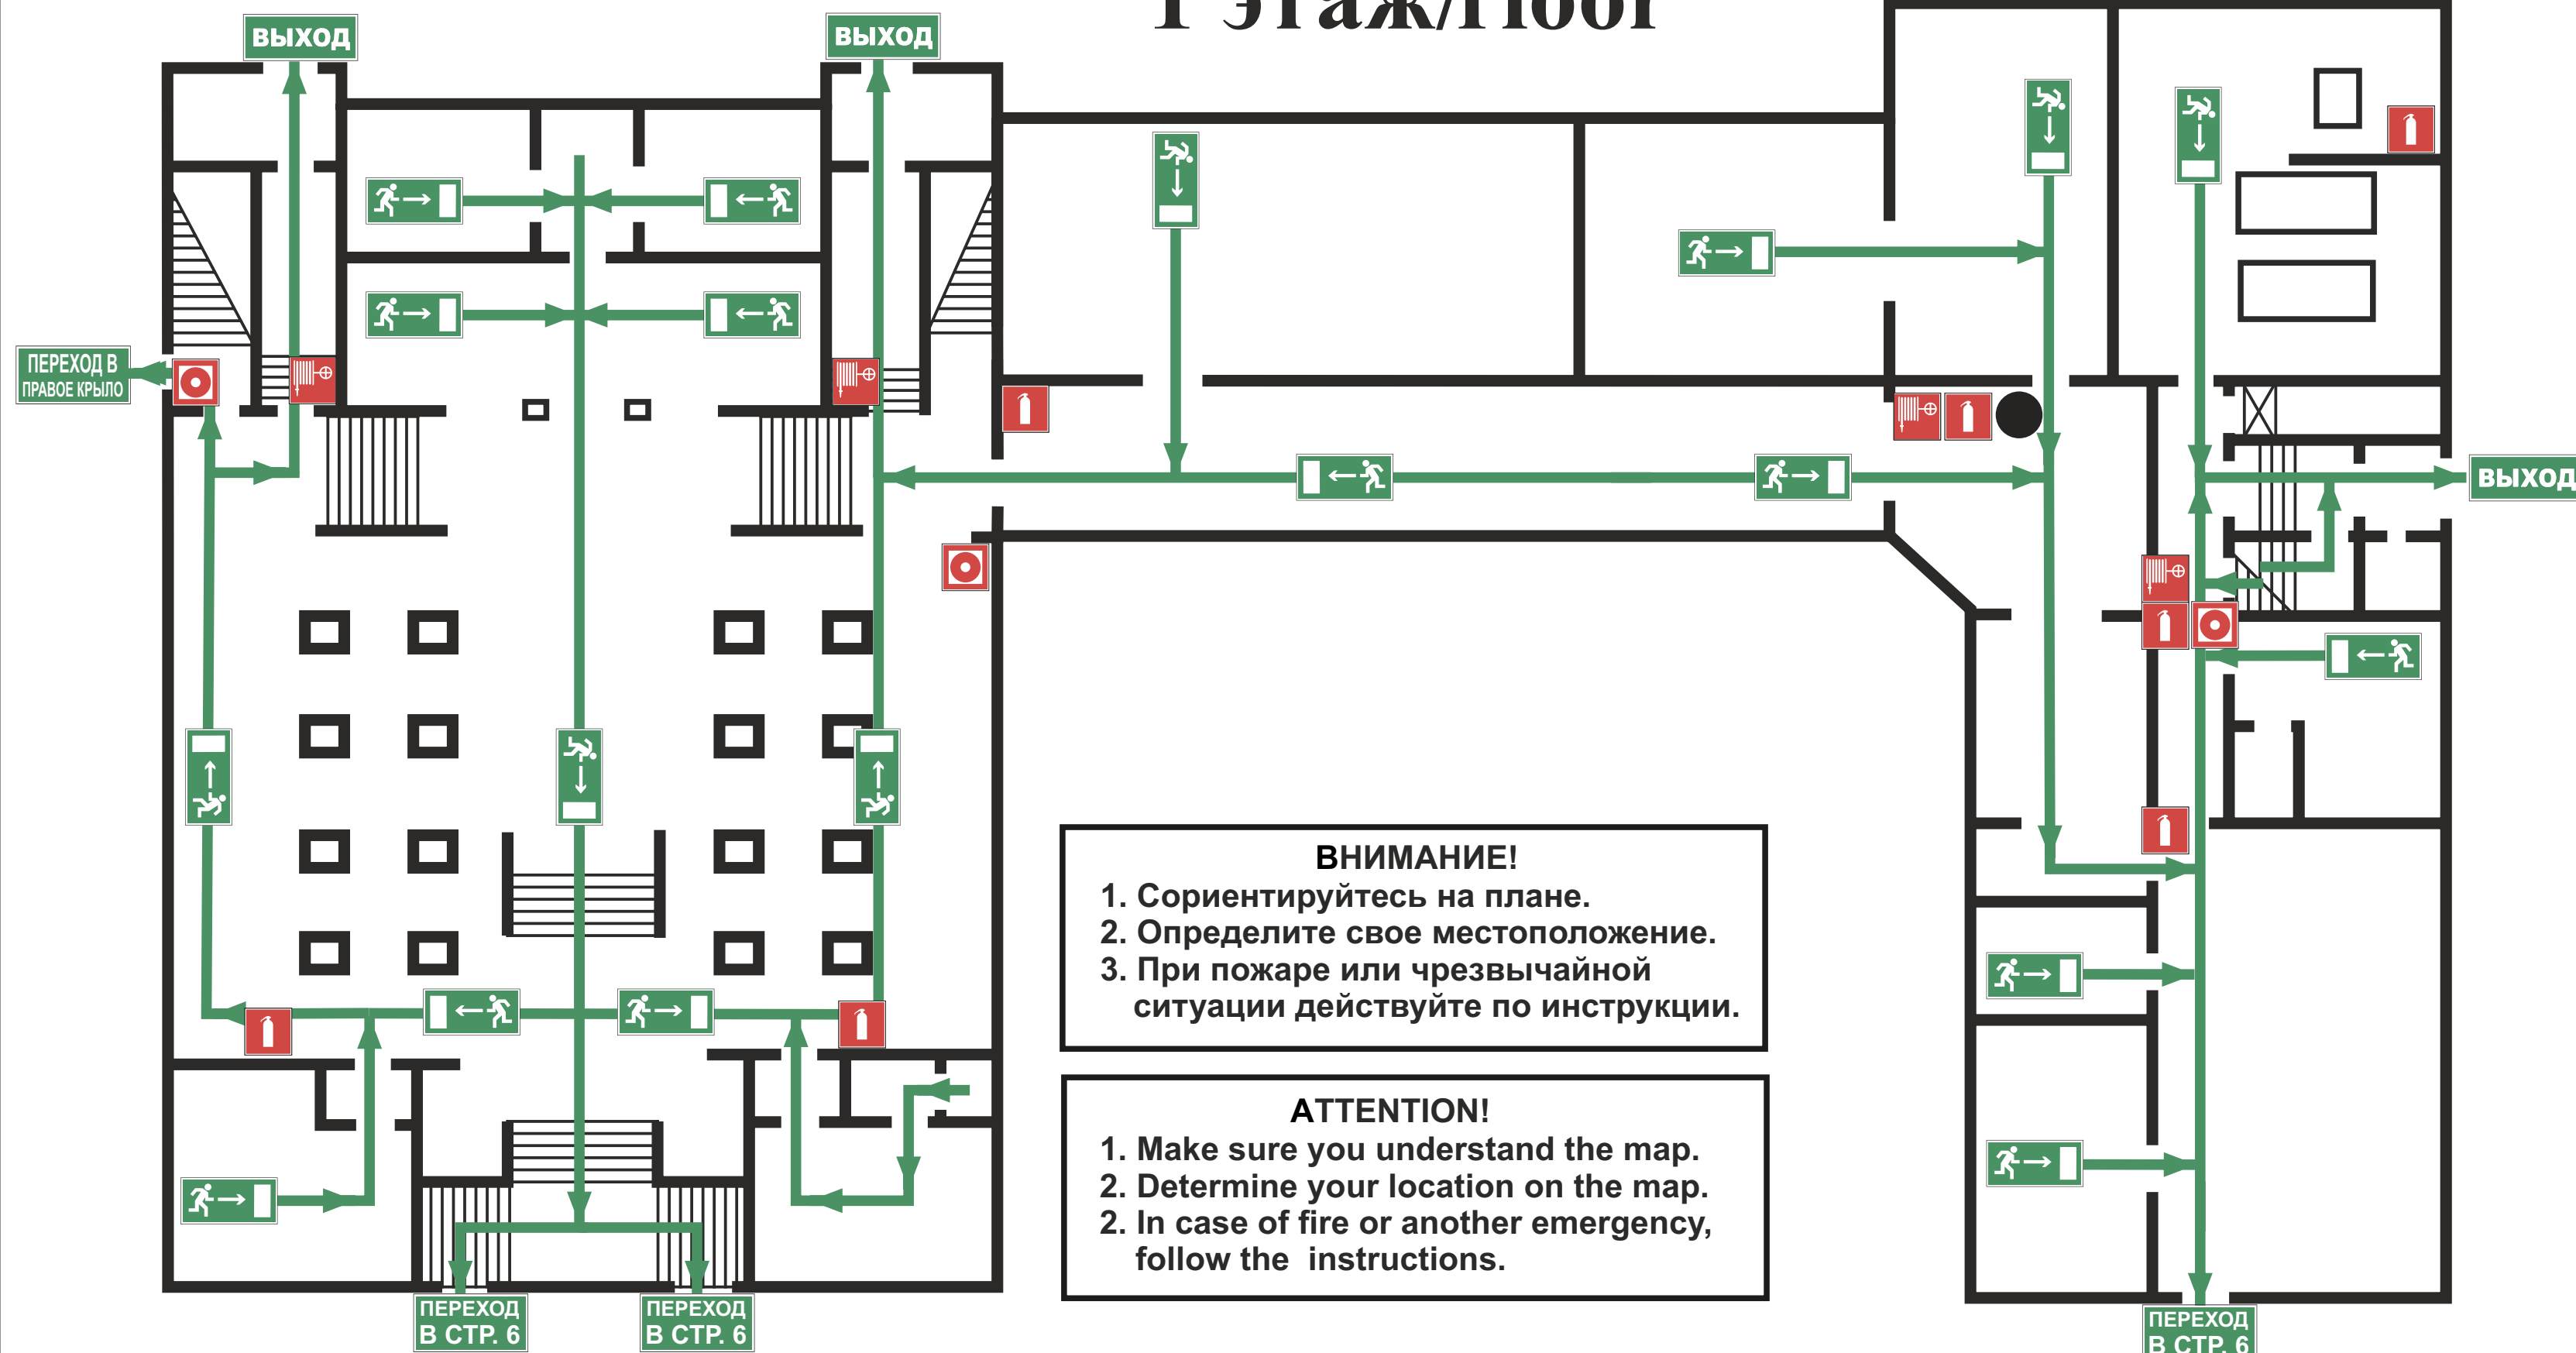 1 этаж/Floor
ВЫХОД
ВЫХОД
ПЕРЕХОД В
ПРАВОЕ КРЫЛО
ВЫХОД
ВНИМАНИЕ!
1. Сориентируйтесь на плане.
2. Определите свое местоположение.
3. При пожаре или чрезвычайной
ситуации действуйте по инструкции.
ATTENTION!
1. Make sure you understand the map.
2. Determine your location on the map.
2. In case of fire or another emergency,
follow the instructions.
ПЕРЕХОД
В СТР. 6
ПЕРЕХОД
В СТР. 6
ПЕРЕХОД
В СТР. 6